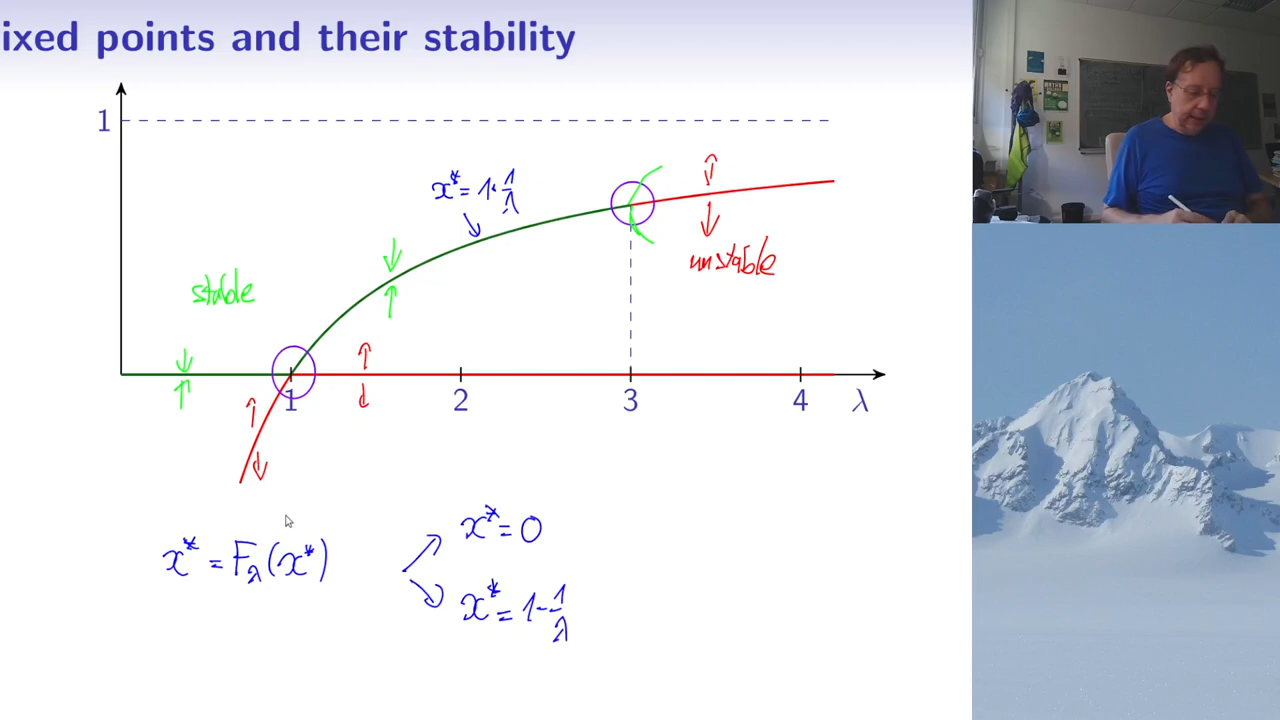 ixed points and their stability
1
x* = 1 - 1/λ
unstable
stable
1 2 3 4 λ
x* = F_λ(x*)
x* = 0
x* = 1 - 1/λ